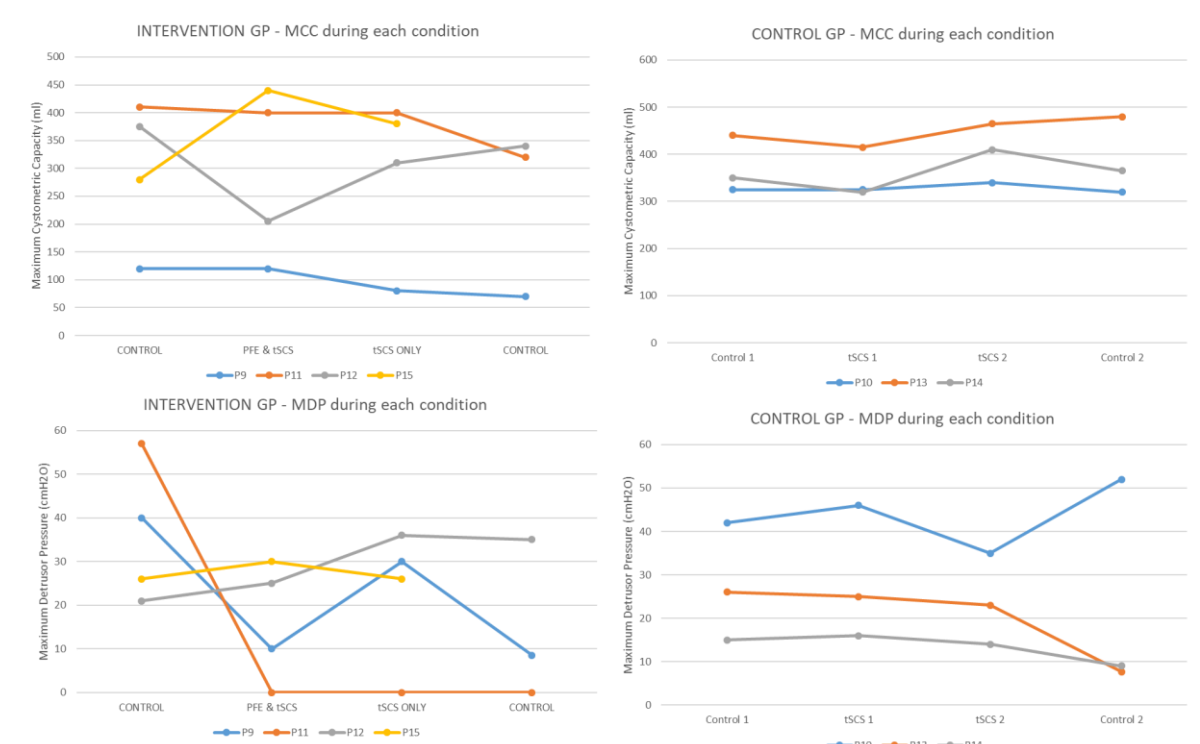 INTERVENTION GP - MCC during each condition
Maximum Cystometric Capacity (ml)
500
450
400
350
300
250
200
150
100
50
0
CONTROL PFE & tSCS tSCS ONLY CONTROL
P9 P11 P12 P15
CONTROL GP - MCC during each condition
Maximum Cystometric Capacity (ml)
600
500
400
300
200
100
0
Control 1 tSCS 1 tSCS 2 Control 2
P10 P13 P14
INTERVENTION GP - MDP during each condition
Maximum Detrusor Pressure (cmH2O)
60
50
40
30
20
10
0
CONTROL PFE & tSCS tSCS ONLY CONTROL
P9 P11 P12 P15
CONTROL GP - MDP during each condition
Maximum Detrusor Pressure (cmH2O)
60
50
40
30
20
10
0
Control 1 tSCS 1 tSCS 2 Control 2